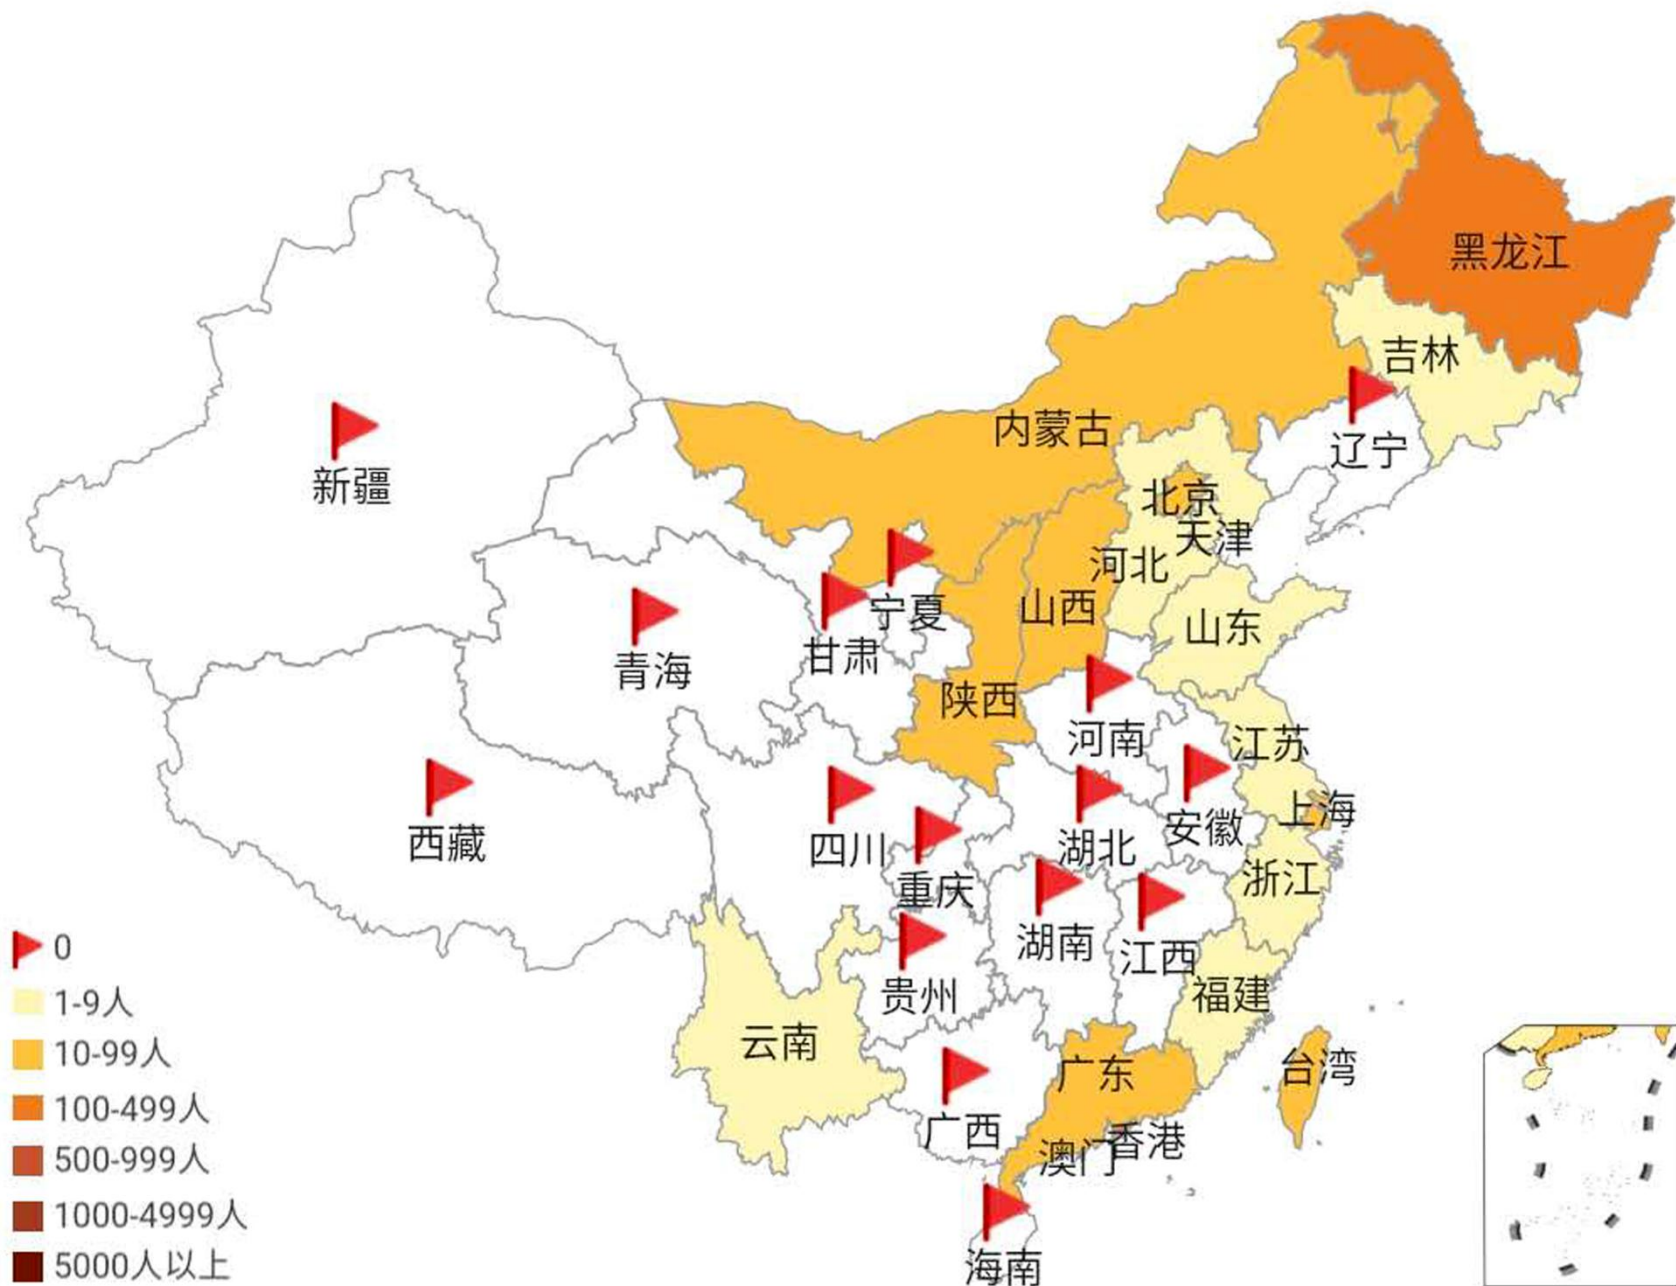 黑龙江
吉林
内蒙古
辽宁
新疆
北京
天津
河北
宁夏
山西
山东
甘肃
青海
陕西
河南
江苏
上海
安徽
西藏
四川
湖北
浙江
重庆
湖南
江西
贵州
福建
云南
广东
台湾
广西
香港
澳门
海南
0
1-9人
10-99人
100-499人
500-999人
1000-4999人
5000人以上